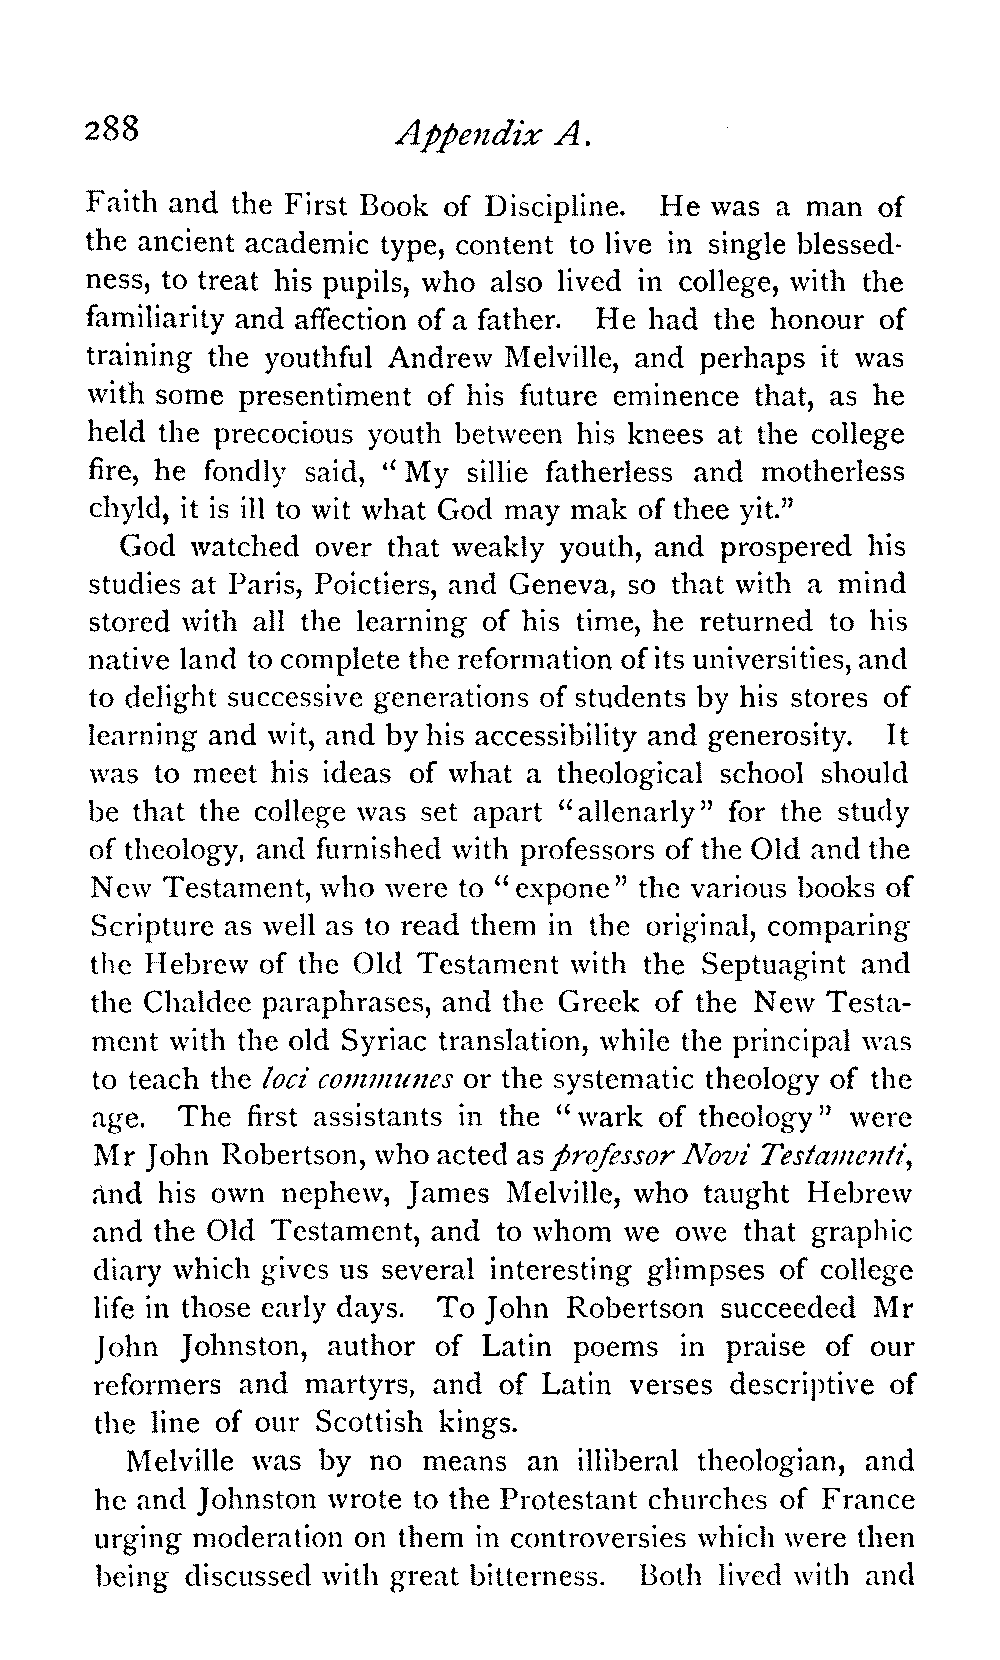 288 Appendix A.
Faith and the First Book of Discipline. He was a man of
the ancient academic type, content to live in single blessed-
ness, to treat his pupils, who also lived in college, with the
familiarity and affection of a father. He had the honour of
training the youthful Andrew Melville, and perhaps it was
with some presentiment of his future eminence that, as he
held the precocious youth between his knees at the college
fire, he fondly said, “My sillie fatherless and motherless
chyld, it is ill to wit what God may mak of thee yit.”
God watched over that weakly youth, and prospered his
studies at Paris, Poictiers, and Geneva, so that with a mind
stored with all the learning of his time, he returned to his
native land to complete the reformation of its universities, and
to delight successive generations of students by his stores of
learning and wit, and by his accessibility and generosity. It
was to meet his ideas of what a theological school should
be that the college was set apart “allenarly” for the study
of theology, and furnished with professors of the Old and the
New Testament, who were to “expone” the various books of
Scripture as well as to read them in the original, comparing
the Hebrew of the Old Testament with the Septuagint and
the Chaldee paraphrases, and the Greek of the New Testa-
ment with the old Syriac translation, while the principal was
to teach the loci communes or the systematic theology of the
age. The first assistants in the “wark of theology” were
Mr John Robertson, who acted as professor Novi Testamenti,
and his own nephew, James Melville, who taught Hebrew
and the Old Testament, and to whom we owe that graphic
diary which gives us several interesting glimpses of college
life in those early days. To John Robertson succeeded Mr
John Johnston, author of Latin poems in praise of our
reformers and martyrs, and of Latin verses descriptive of
the line of our Scottish kings.
Melville was by no means an illiberal theologian, and
he and Johnston wrote to the Protestant churches of France
urging moderation on them in controversies which were then
being discussed with great bitterness. Both lived with and